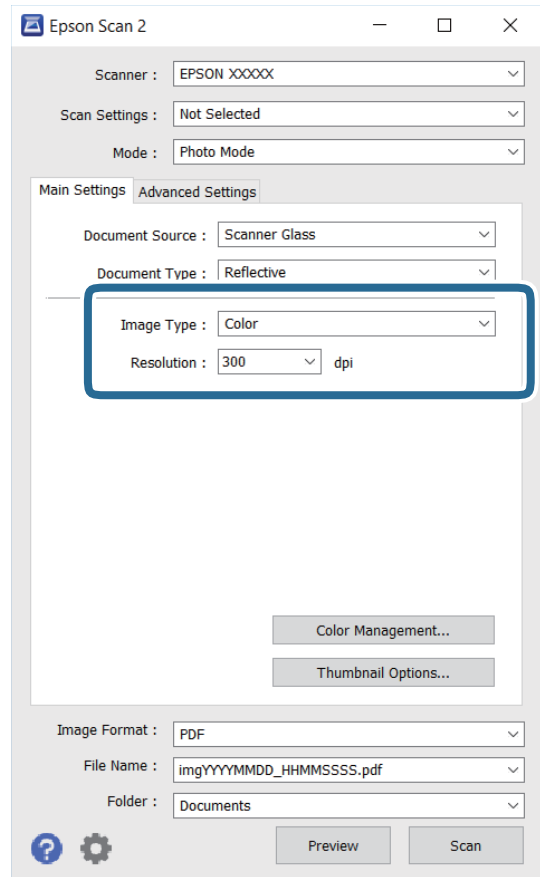 Epson Scan 2
Scanner : EPSON XXXXX
Scan Settings : Not Selected
Mode : Photo Mode
Main Settings Advanced Settings
Document Source : Scanner Glass
Document Type : Reflective
Image Type : Color
Resolution : 300 dpi
Color Management...
Thumbnail Options...
Image Format : PDF
File Name : imgYYYYMMDD_HHMMSSSS.pdf
Folder : Documents
? Preview Scan